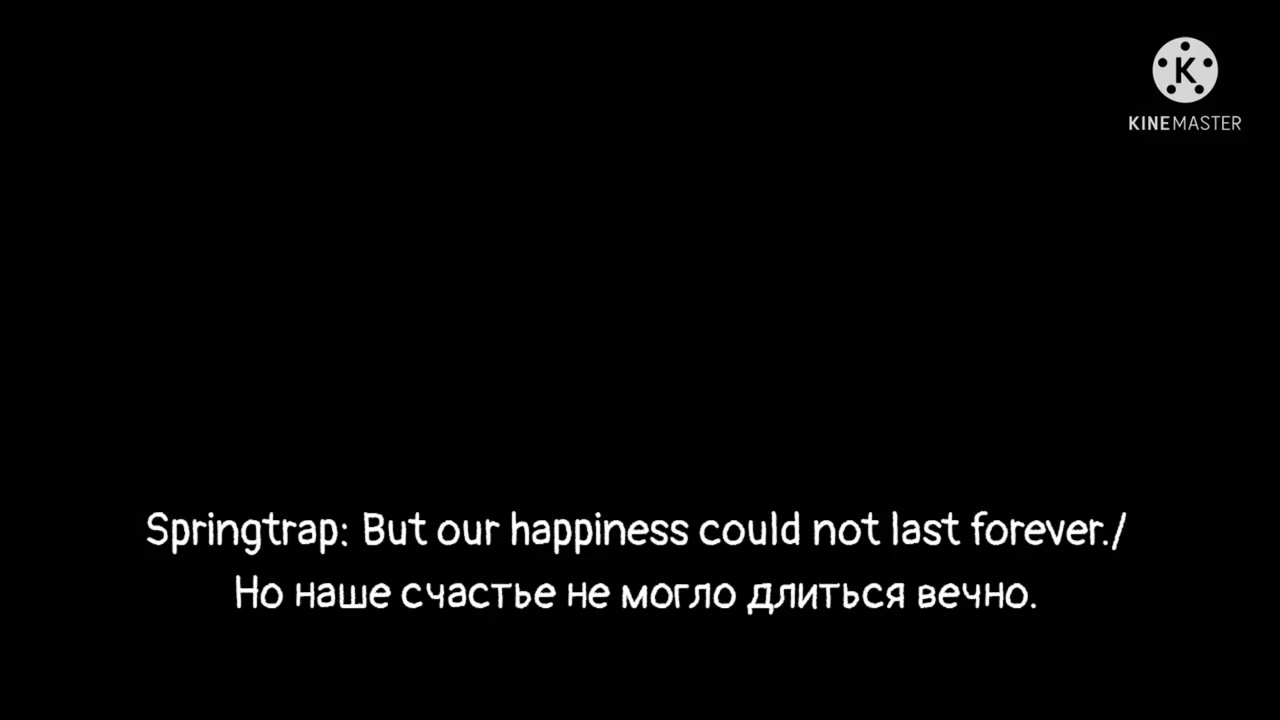 K
KINEMASTER
Springtrap: But our happiness could not last forever./
Но наше счастье не могло длиться вечно.